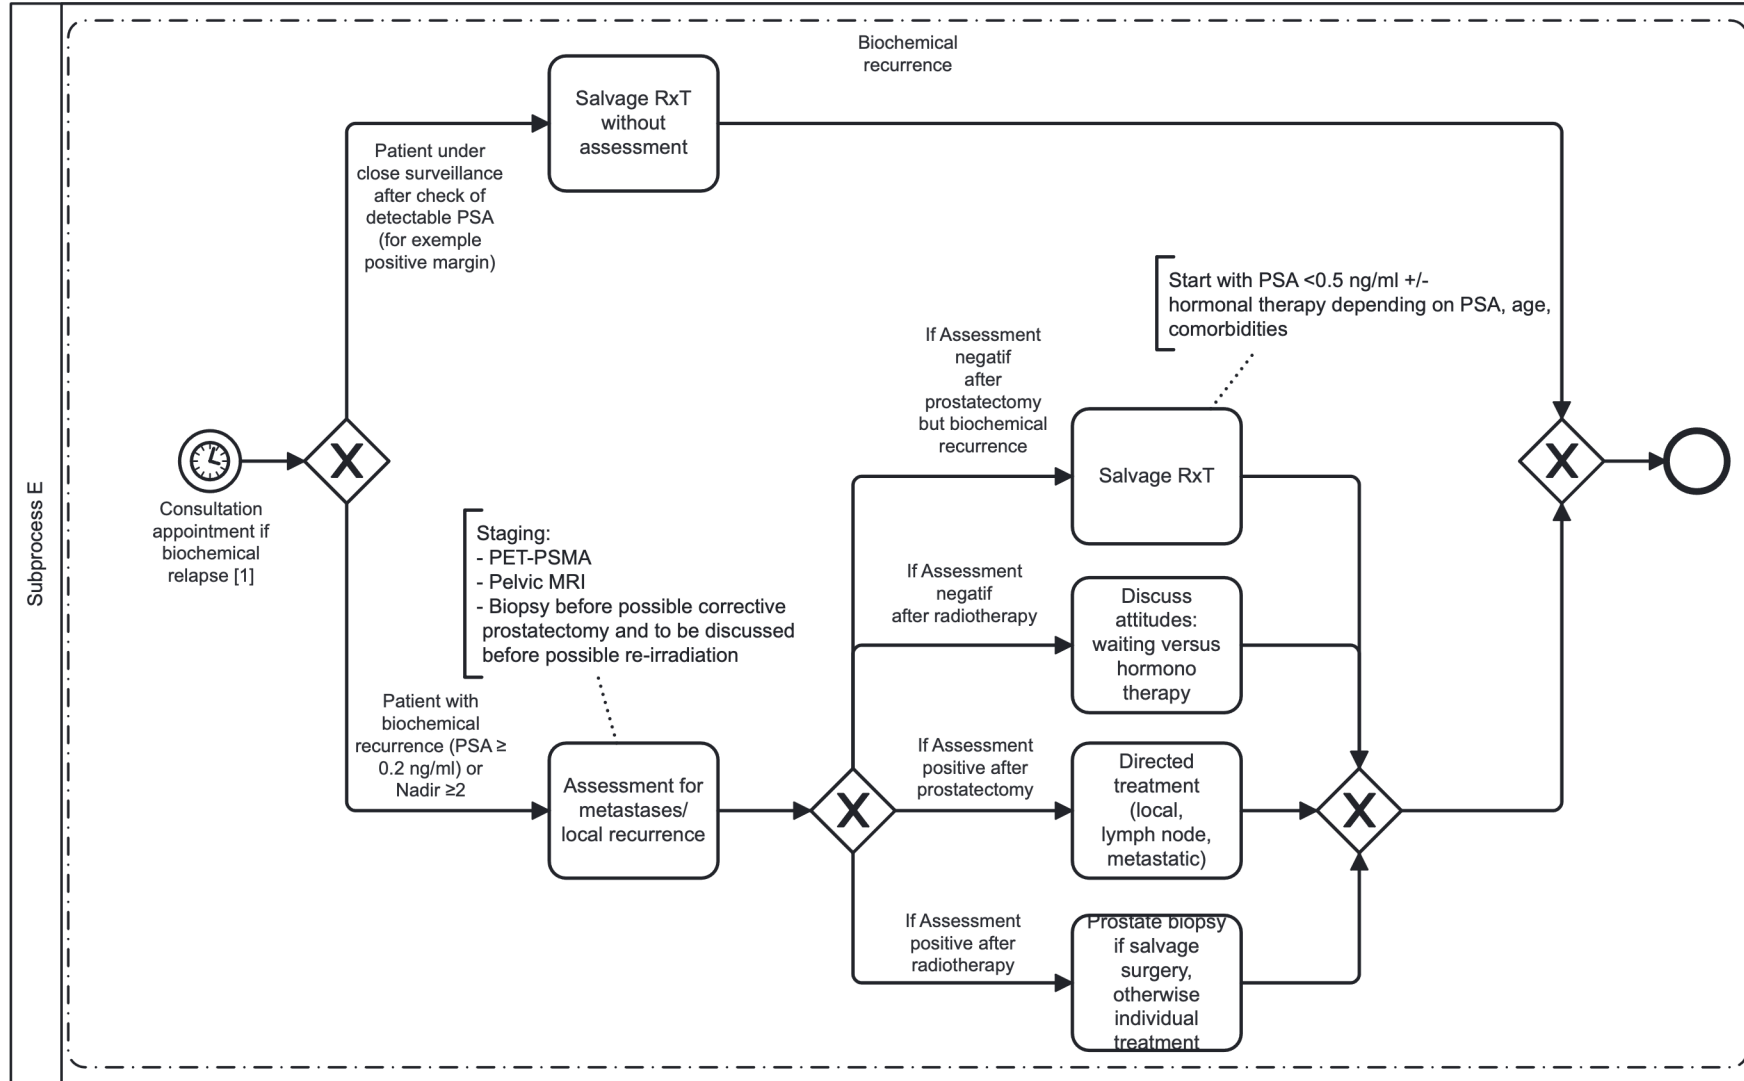 Subprocess E
Biochemical
recurrence
Salvage RxT
without
assessment
Patient under
close surveillance
after check of
detectable PSA
(for exemple
positive margin)
Start with PSA <0.5 ng/ml +/-
hormonal therapy depending on PSA, age,
comorbidities
If Assessment
negatif
after
prostatectomy
but biochemical
recurrence
Salvage RxT
X
X
Consultation
appointment if
biochemical
relapse [1]
Staging:
- PET-PSMA
- Pelvic MRI
- Biopsy before possible corrective
prostatectomy and to be discussed
before possible re-irradiation
If Assessment
negatif
after radiotherapy
Discuss
attitudes:
waiting versus
hormono
therapy
Patient with
biochemical
recurrence (PSA ≥
0.2 ng/ml) or
Nadir ≥2
Assessment for
metastases/
local recurrence
X
If Assessment
positive after
prostatectomy
Directed
treatment
(local,
lymph node,
metastatic)
X
If Assessment
positive after
radiotherapy
Prostate biopsy
if salvage
surgery,
otherwise
individual
treatment